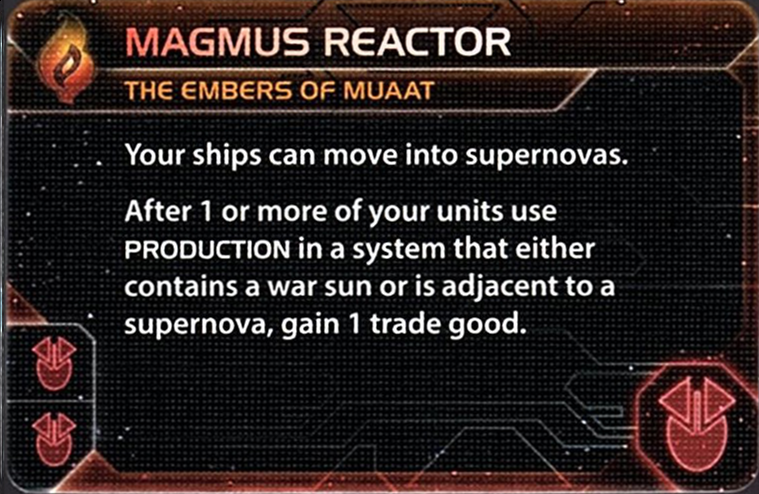 MAGMUS REACTOR
THE EMBERS OF MUAAT
Your ships can move into supernovas.
After 1 or more of your units use
PRODUCTION in a system that either
contains a war sun or is adjacent to a
supernova, gain 1 trade good.